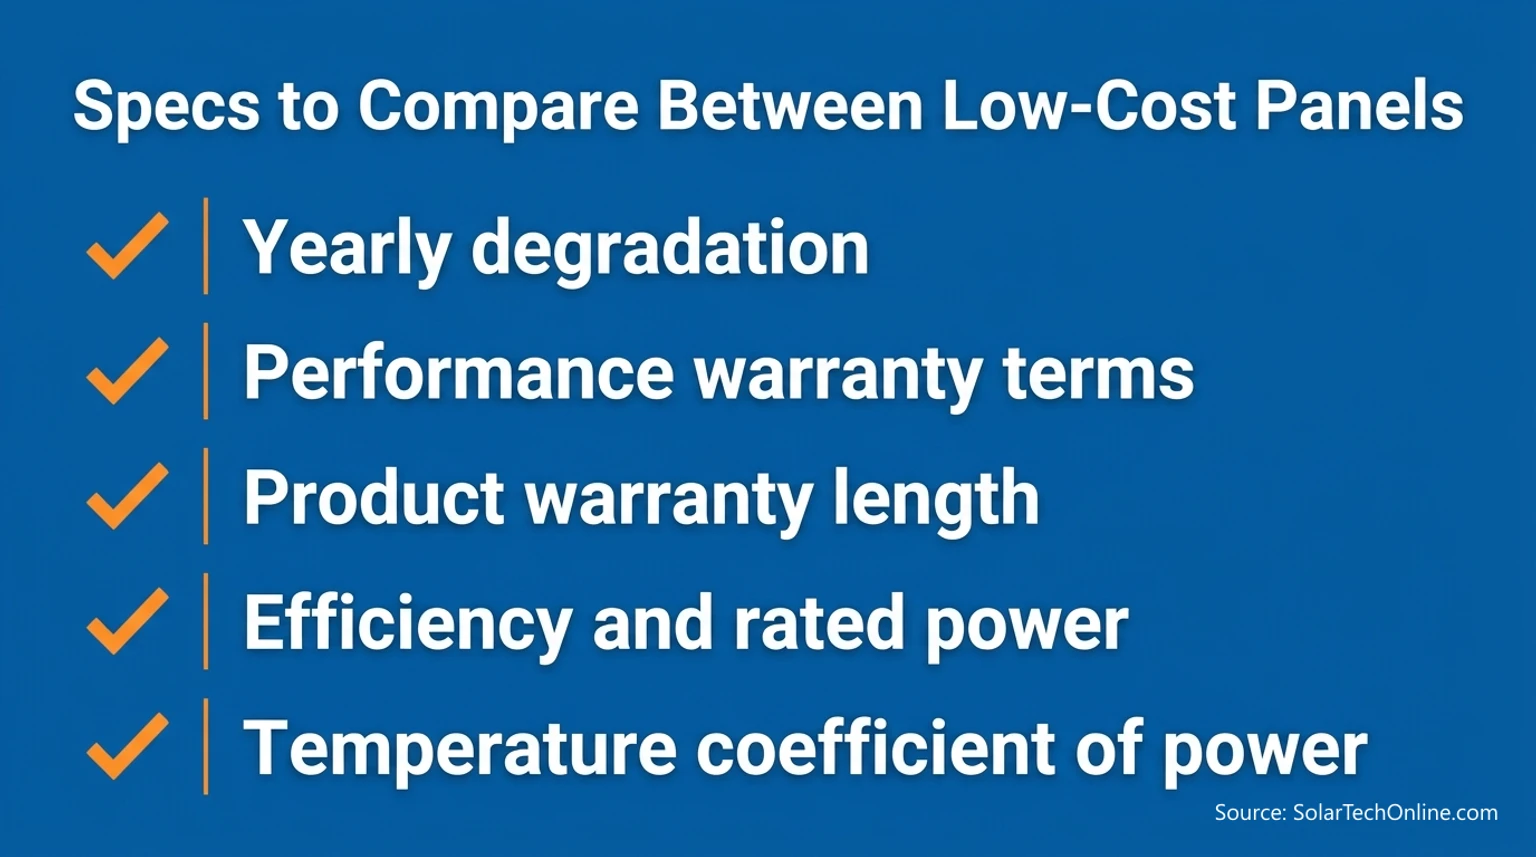 Specs to Compare Between Low-Cost Panels
Yearly degradation
Performance warranty terms
Product warranty length
Efficiency and rated power
Temperature coefficient of power
Source: SolarTechOnline.com